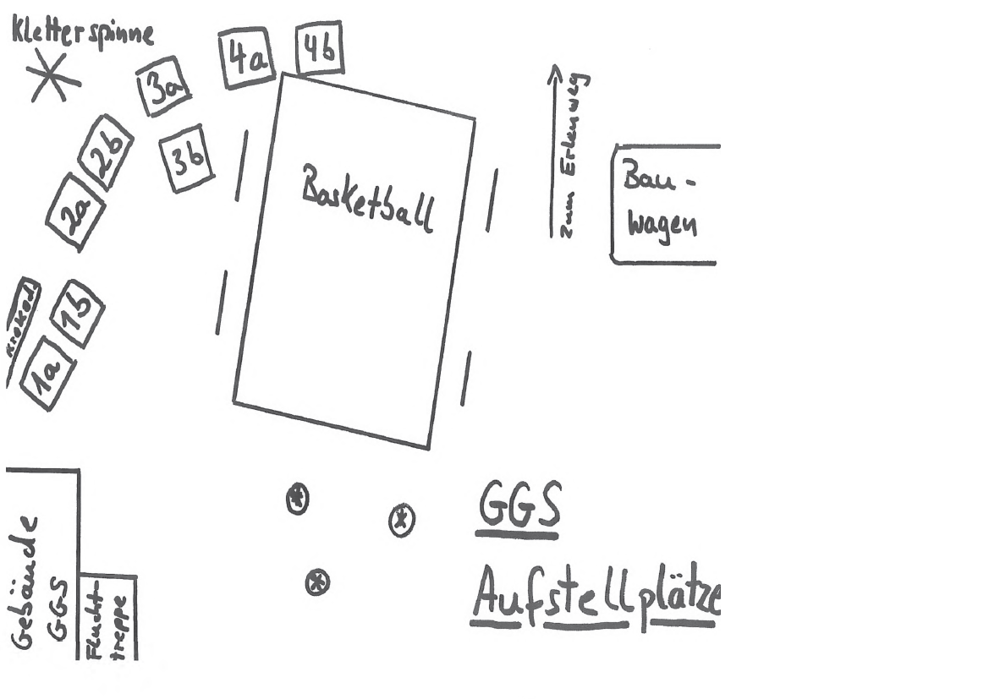 Kletterspinne
4a
4b
3a
3b
2b
2a
zum Erlenweg
Bau-
wagen
Basketball
1b
1a
GGS
Aufstellplätze
Gebäude
GGS
Flucht-
treppe